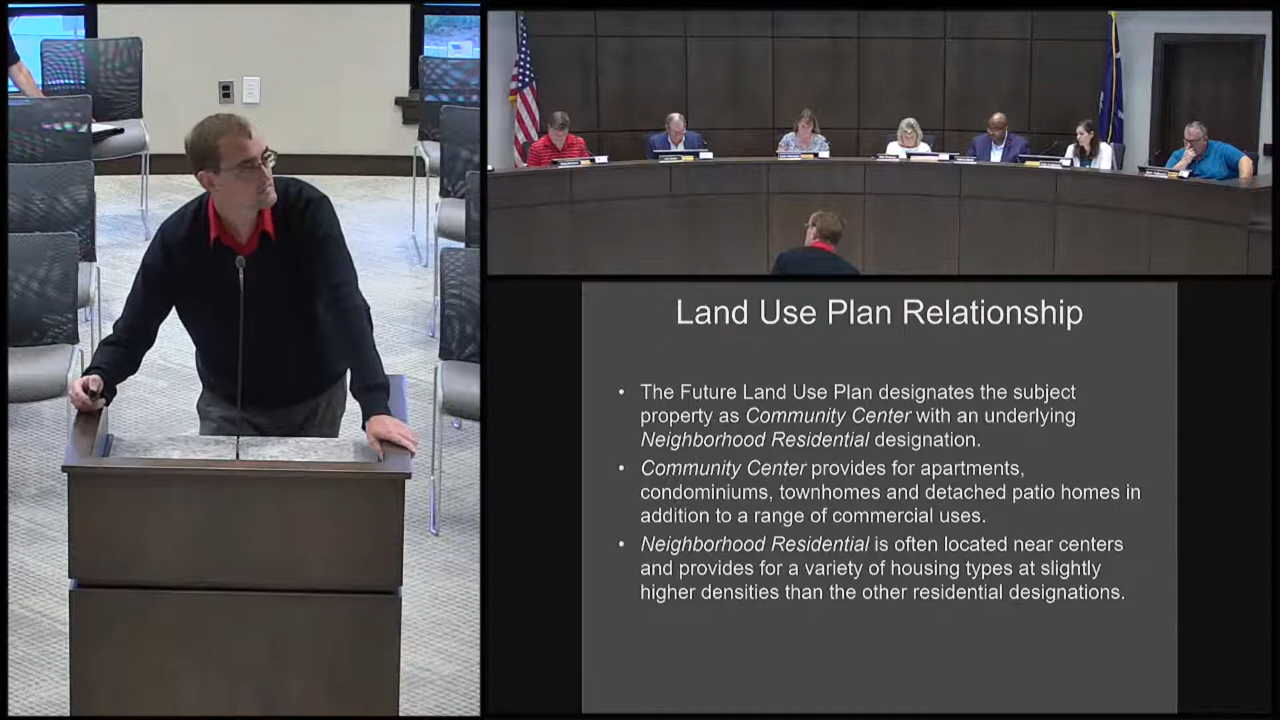 Land Use Plan Relationship
• The Future Land Use Plan designates the subject
property as Community Center with an underlying
Neighborhood Residential designation.
• Community Center provides for apartments,
condominiums, townhomes and detached patio homes in
addition to a range of commercial uses.
• Neighborhood Residential is often located near centers
and provides for a variety of housing types at slightly
higher densities than the other residential designations.